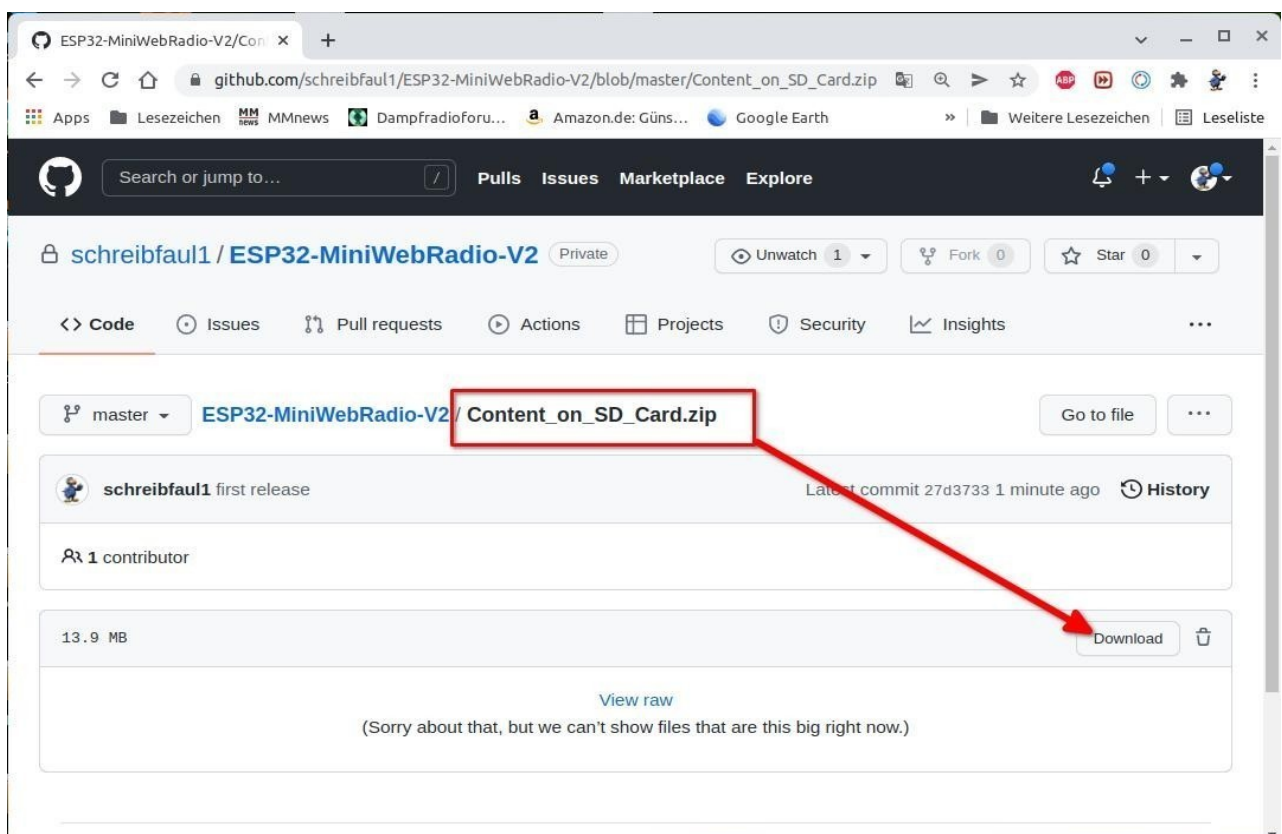 ESP32-MiniWebRadio-V2/Con
github.com/schreibfaul1/ESP32-MiniWebRadio-V2/blob/master/Content_on_SD_Card.zip
ABP
Apps Lesezeichen MM news MMnews Dampfradioforu... a Amazon.de: Güns... Google Earth » Weitere Lesezeichen Leseliste
Search or jump to... / Pulls Issues Marketplace Explore
schreibfaul1 / ESP32-MiniWebRadio-V2 Private Unwatch 1 Fork 0 Star 0
<> Code Issues Pull requests Actions Projects Security Insights ...
master ESP32-MiniWebRadio-V2 / Content_on_SD_Card.zip Go to file ...
schreibfaul1 first release Latest commit 27d3733 1 minute ago History
1 contributor
13.9 MB Download
View raw
(Sorry about that, but we can’t show files that are this big right now.)